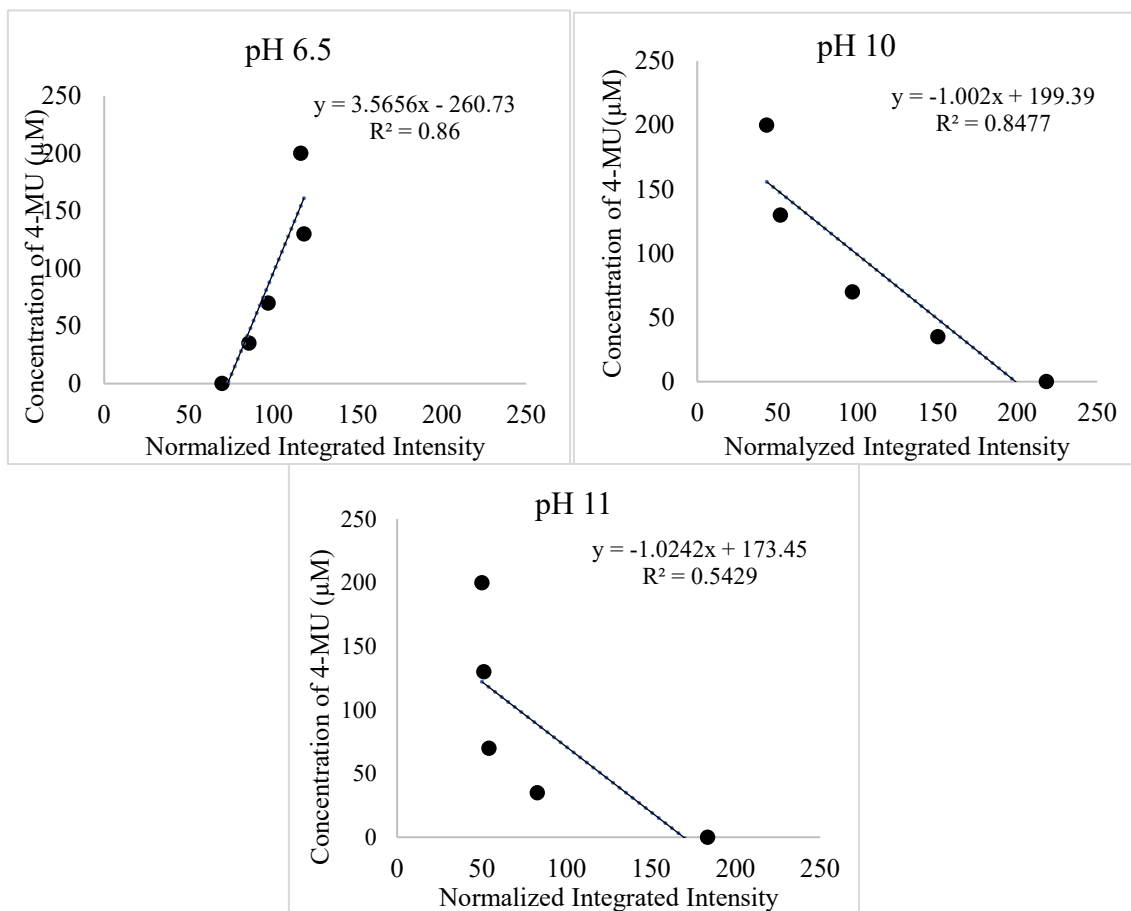 pH 6.5
y = 3.5656x - 260.73
R² = 0.86
Concentration of 4-MU (µM)
250
200
150
100
50
0
0 50 100 150 200 250
Normalized Integrated Intensity
pH 10
y = -1.002x + 199.39
R² = 0.8477
Concentration of 4-MU(µM)
250
200
150
100
50
0
0 50 100 150 200 250
Normalyzed Integrated Intensity
pH 11
y = -1.0242x + 173.45
R² = 0.5429
Concentration of 4-MU (µM)
250
200
150
100
50
0
0 50 100 150 200 250
Normalized Integrated Intensity